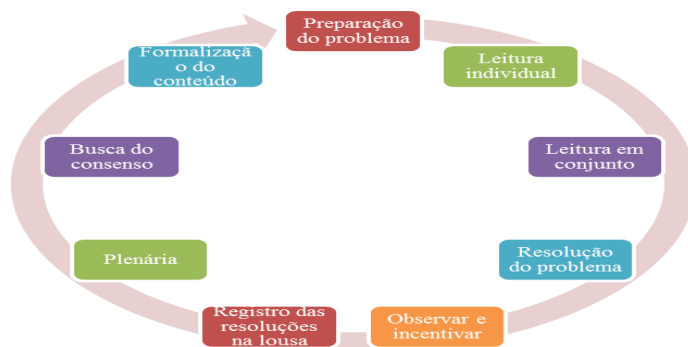 Preparação
do problema
Leitura
individual
Leitura em
conjunto
Resolução
do problema
Observar e
incentivar
Registro das
resoluções
na lousa
Plenária
Busca do
consenso
Formalizaçã
o do
conteúdo